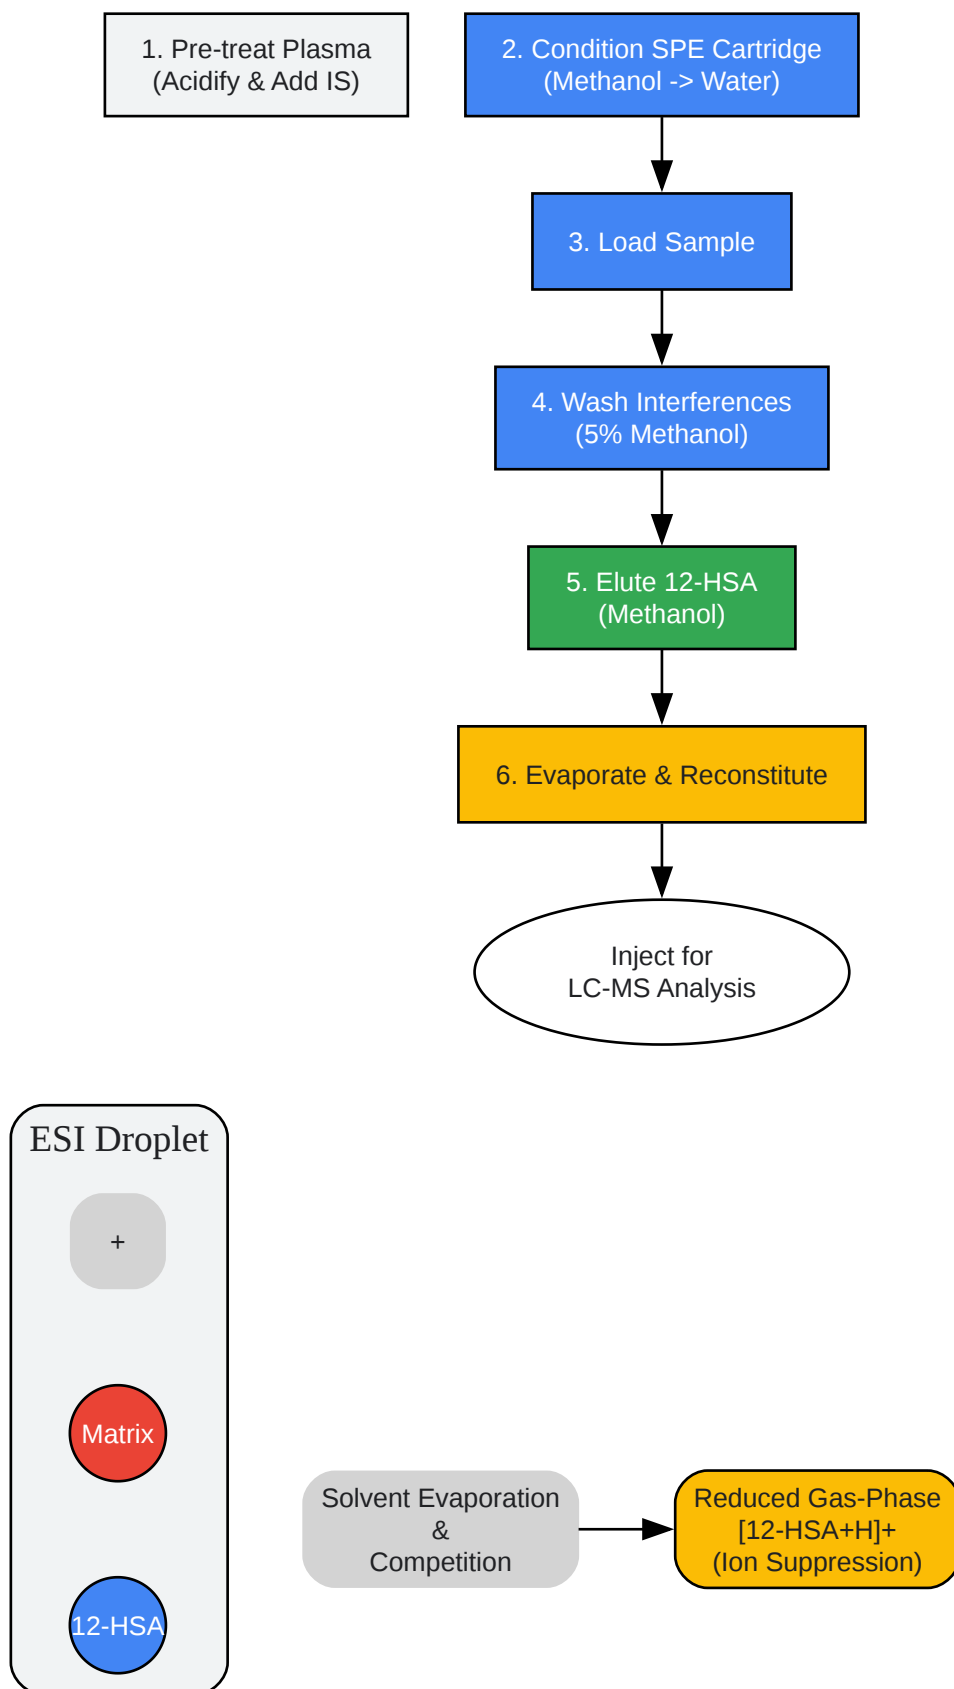 1. Pre-treat Plasma
(Acidify & Add IS)
2. Condition SPE Cartridge
(Methanol -> Water)
3. Load Sample
4. Wash Interferences
(5% Methanol)
5. Elute 12-HSA
(Methanol)
6. Evaporate & Reconstitute
Inject for
LC-MS Analysis
ESI Droplet
+
Matrix
12-HSA
Solvent Evaporation
&
Competition
Reduced Gas-Phase
[12-HSA+H]+
(Ion Suppression)